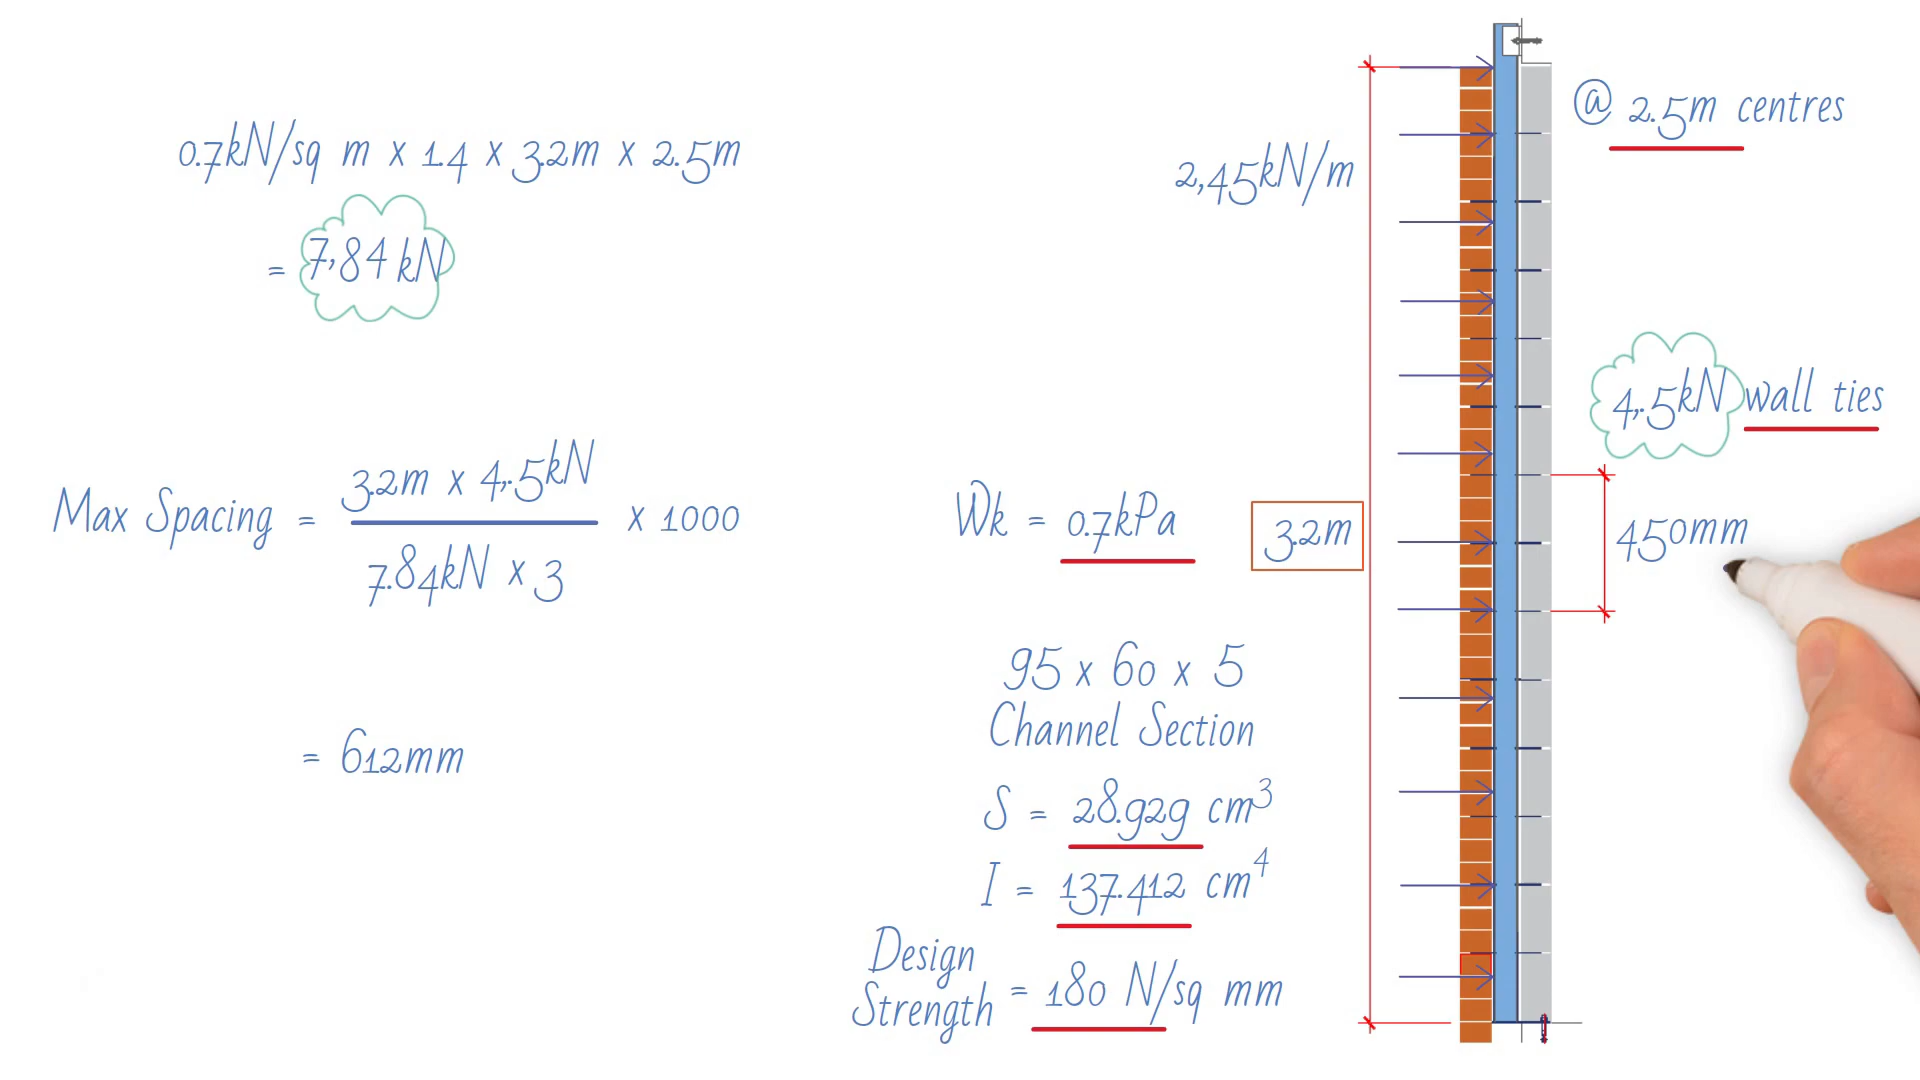 0.7kN/sq m x 1.4 x 3.2m x 2.5m
= 7,84 kN
Max Spacing = 3.2m x 4,.5kN
7.84kN x 3
x 1000
= 612mm
2,45kN/m
@ 2.5m centres
4,.5kN wall ties
450mm
Wk = 0.7kPa
3.2m
95 x 60 x 5
Channel Section
S = 28.929 cm³
I = 137.412 cm⁴
Design
Strength = 180 N/sq mm